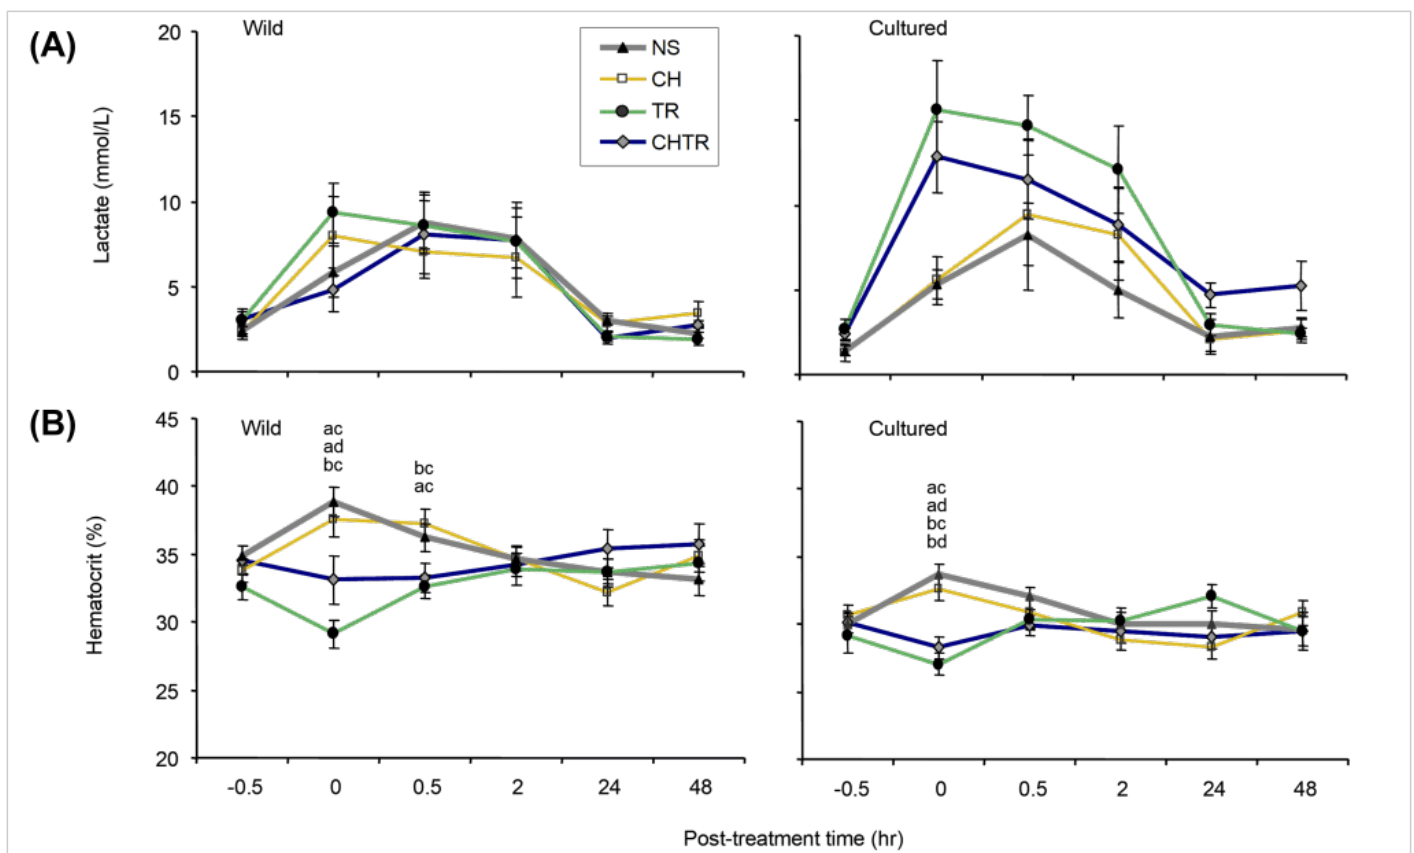 (A)
Wild
Cultured
NS
CH
TR
CHTR
Lactate (mmol/L)
20
15
10
5
0
(B)
Wild
Cultured
ac
ad
bc
bc
ac
ac
ad
bc
bd
Hematocrit (%)
45
40
35
30
25
20
-0.5 0 0.5 2 24 48
-0.5 0 0.5 2 24 48
Post-treatment time (hr)